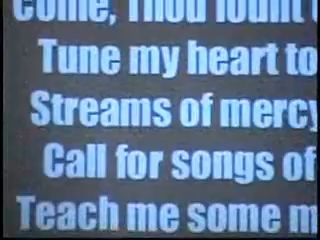 Come, Thou fount
Tune my heart to
Streams of mercy
Call for songs of
Teach me some m